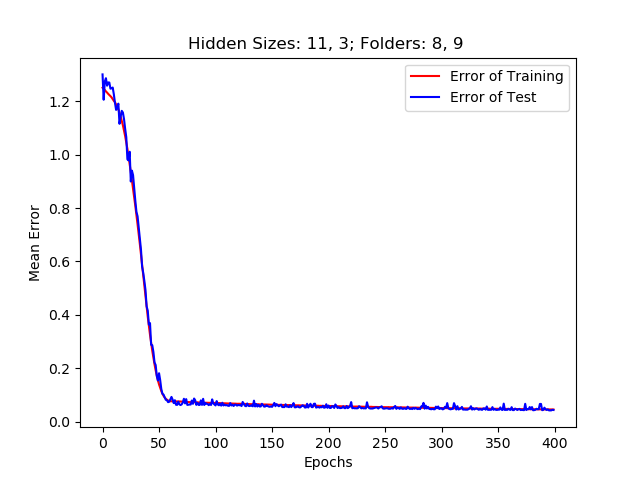 Hidden Sizes: 11, 3; Folders: 8, 9
Error of Training
Error of Test
Mean Error
1.2
1.0
0.8
0.6
0.4
0.2
0.0
0 50 100 150 200 250 300 350 400
Epochs